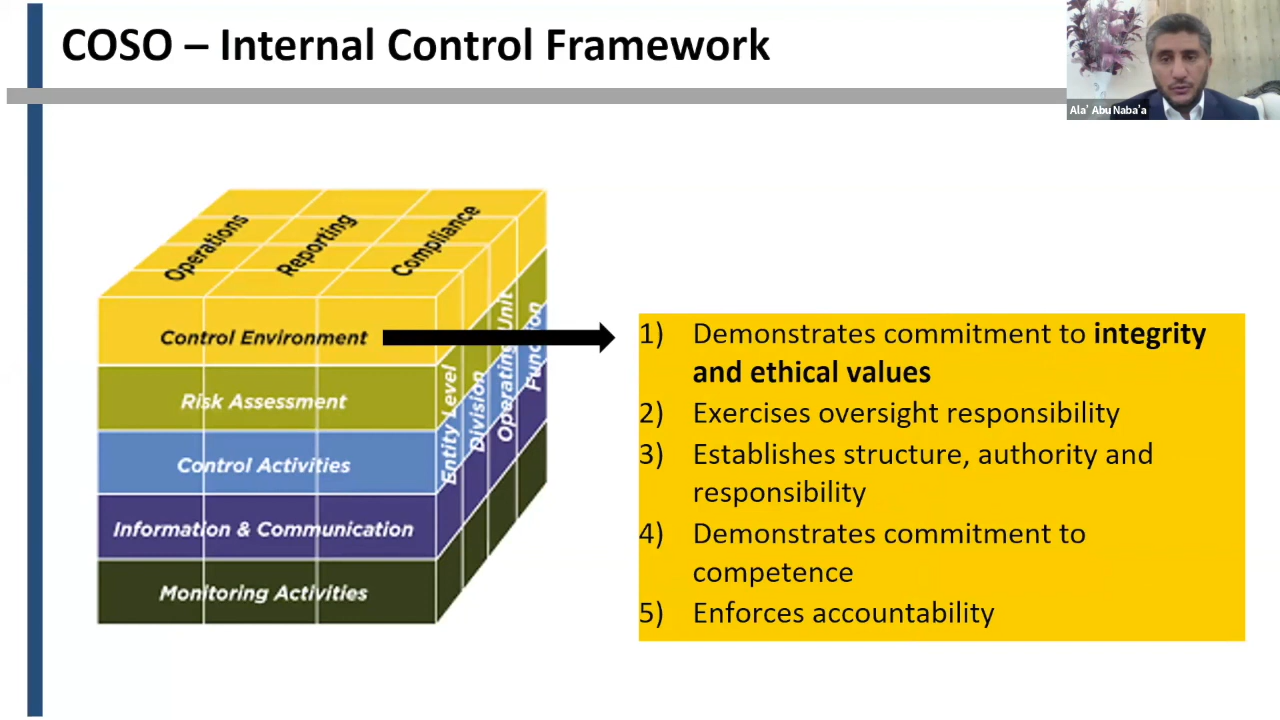 COSO – Internal Control Framework
Ala' Abu Naba'a
Operations
Reporting
Compliance
Control Environment
Risk Assessment
Control Activities
Information & Communication
Monitoring Activities
Entity Level
Division
Operating Unit
Function
1) Demonstrates commitment to integrity
and ethical values
2) Exercises oversight responsibility
3) Establishes structure, authority and
responsibility
4) Demonstrates commitment to
competence
5) Enforces accountability